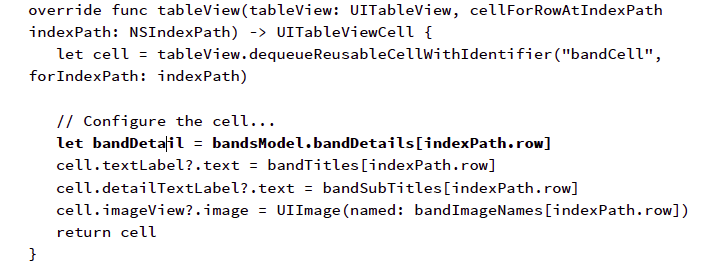 override func tableView(tableView: UITableView, cellForRowAtIndexPath
indexPath: NSIndexPath) -> UITableViewCell {
    let cell = tableView.dequeueReusableCellWithIdentifier("bandCell",
forIndexPath: indexPath)
    // Configure the cell...
    let bandDetail = bandsModel.bandDetails[indexPath.row]
    cell.textLabel?.text = bandTitles[indexPath.row]
    cell.detailTextLabel?.text = bandSubTitles[indexPath.row]
    cell.imageView?.image = UIImage(named: bandImageNames[indexPath.row])
    return cell
}